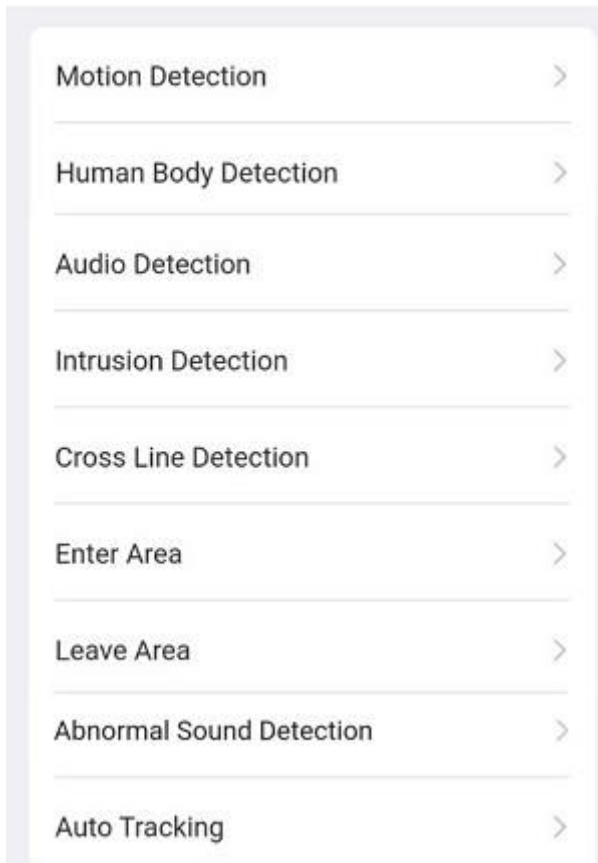 Motion Detection
Human Body Detection
Audio Detection
Intrusion Detection
Cross Line Detection
Enter Area
Leave Area
Abnormal Sound Detection
Auto Tracking